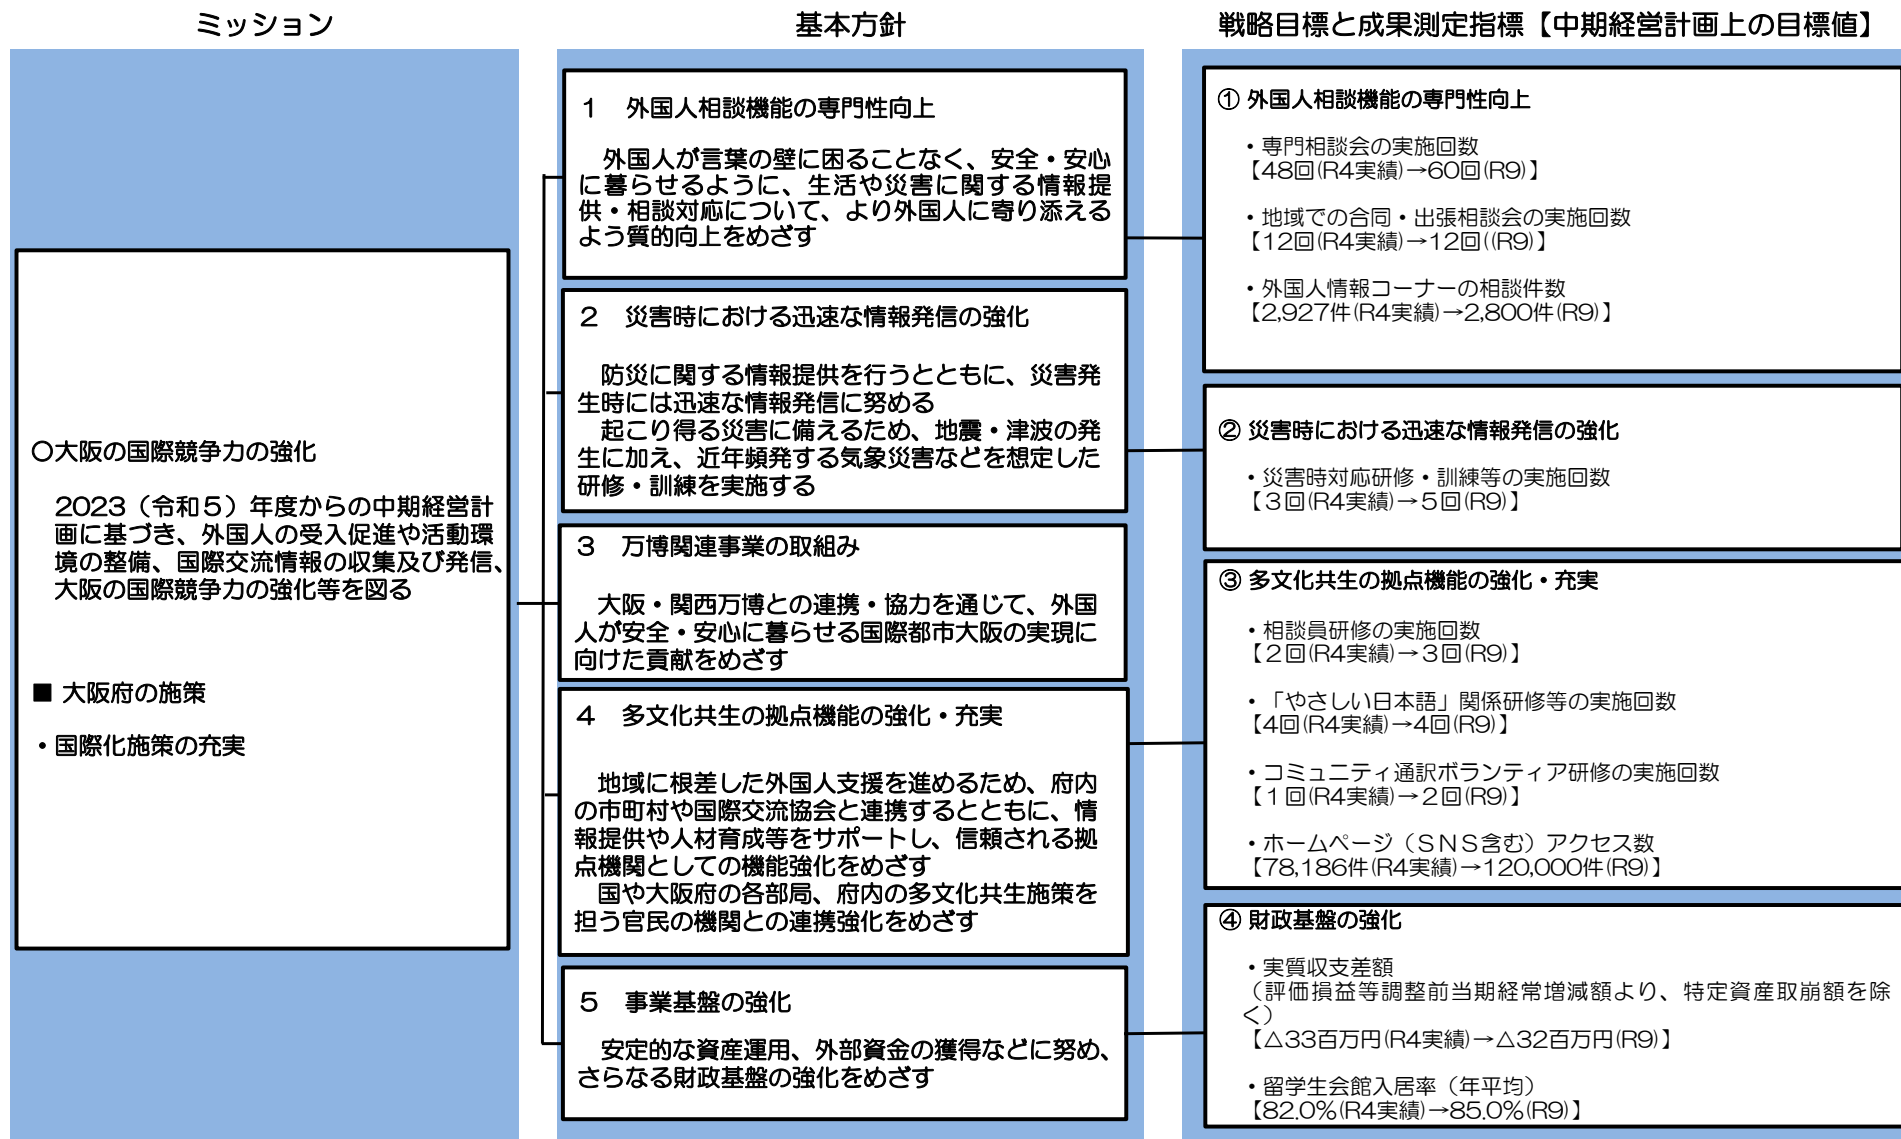 ミッション
○大阪の国際競争力の強化
2023（令和５）年度からの中期経営計
画に基づき、外国人の受入促進や活動環
境の整備、国際交流情報の収集及び発信、
大阪の国際競争力の強化等を図る
■ 大阪府の施策
・国際化施策の充実
基本方針
１　外国人相談機能の専門性向上
外国人が言葉の壁に困ることなく、安全・安心
に暮らせるように、生活や災害に関する情報提
供・相談対応について、より外国人に寄り添える
よう質的向上をめざす
２　災害時における迅速な情報発信の強化
防災に関する情報提供を行うとともに、災害発
生時には迅速な情報発信に努める
起こり得る災害に備えるため、地震・津波の発
生に加え、近年頻発する気象災害などを想定した
研修・訓練を実施する
３　万博関連事業の取組み
大阪・関西万博との連携・協力を通じて、外国
人が安全・安心に暮らせる国際都市大阪の実現に
向けた貢献をめざす
４　多文化共生の拠点機能の強化・充実
地域に根差した外国人支援を進めるため、府内
の市町村や国際交流協会と連携するとともに、情
報提供や人材育成等をサポートし、信頼される拠
点機関としての機能強化をめざす
国や大阪府の各部局、府内の多文化共生施策を
担う官民の機関との連携強化をめざす
５　事業基盤の強化
安定的な資産運用、外部資金の獲得などに努め、
さらなる財政基盤の強化をめざす
戦略目標と成果測定指標【中期経営計画上の目標値】
① 外国人相談機能の専門性向上
・専門相談会の実施回数
【48回(R4実績)→60回(R9)】
・地域での合同・出張相談会の実施回数
【12回(R4実績)→12回((R9)】
・外国人情報コーナーの相談件数
【2,927件(R4実績)→2,800件(R9)】
② 災害時における迅速な情報発信の強化
・災害時対応研修・訓練等の実施回数
【３回(R4実績)→５回(R9)】
③ 多文化共生の拠点機能の強化・充実
・相談員研修の実施回数
【２回(R4実績)→３回(R9)】
・「やさしい日本語」関係研修等の実施回数
【4回(R4実績)→4回(R9)】
・コミュニティ通訳ボランティア研修の実施回数
【１回(R4実績)→２回(R9)】
・ホームページ（ＳＮＳ含む）アクセス数
【78,186件(R4実績)→120,000件(R9)】
④ 財政基盤の強化
・実質収支差額
（評価損益等調整前当期経常増減額より、特定資産取崩額を除
く）
【△33百万円(R4実績)→△32百万円(R9)】
・留学生会館入居率（年平均）
【82.0％(R4実績)→85.0％(R9)】